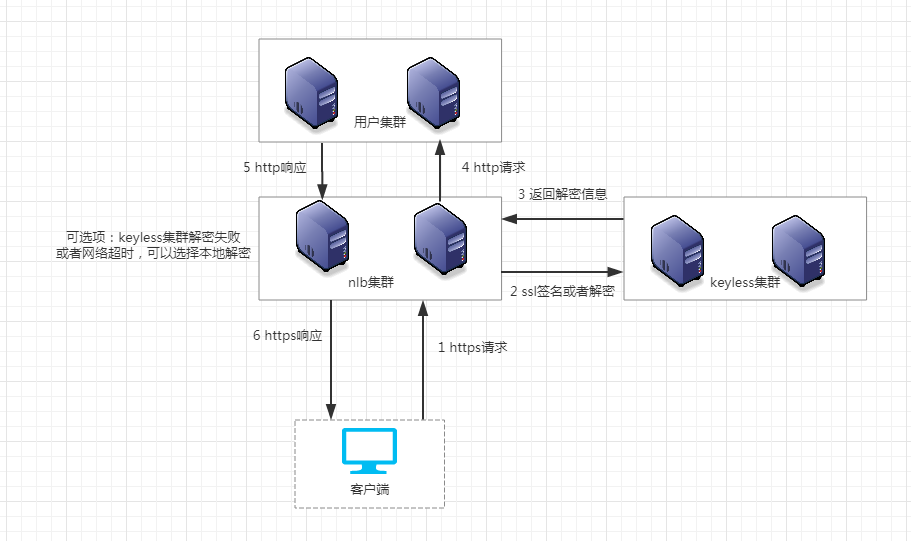 用户集群
5 http响应
4 http请求
3 返回解密信息
可选项：keyless集群解密失败
或者网络超时，可以选择本地解密
nlb集群
keyless集群
2 ssl签名或者解密
6 https响应
1 https请求
客户端